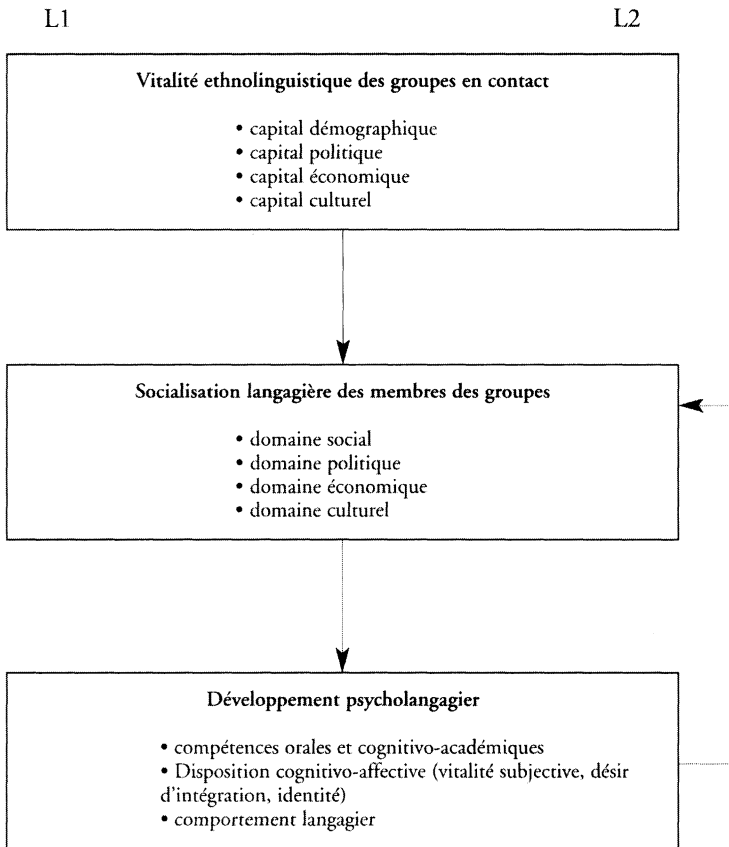 L1 L2
Vitalité ethnolinguistique des groupes en contact
• capital démographique
• capital politique
• capital économique
• capital culturel
Socialisation langagière des membres des groupes
• domaine social
• domaine politique
• domaine économique
• domaine culturel
Développement psycholangagier
• compétences orales et cognitivo-académiques
• Disposition cognitivo-affective (vitalité subjective, désir
d'intégration, identité)
• comportement langagier